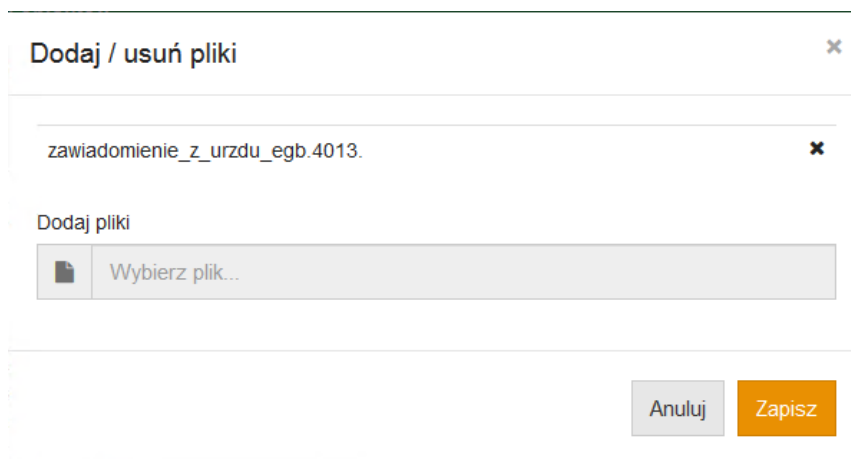 Dodaj / usuń pliki
zawiadomienie_z_urzdu_egb.4013.
Dodaj pliki
Wybierz plik...
Anuluj
Zapisz